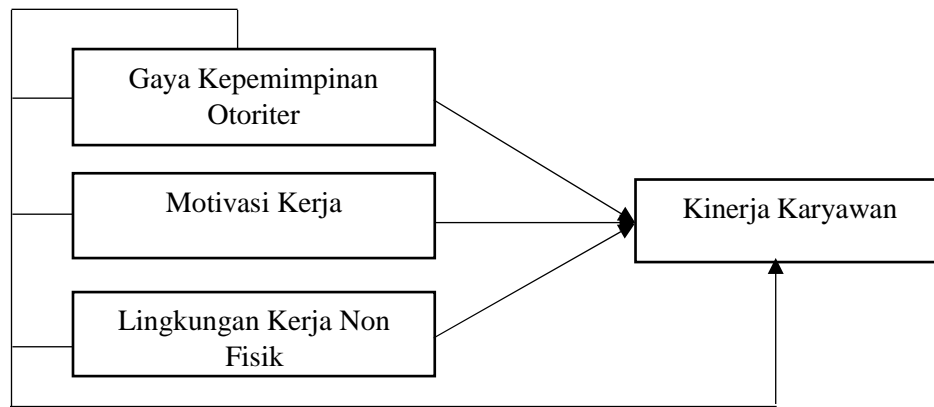 Gaya Kepemimpinan
Otoriter
Motivasi Kerja
Kinerja Karyawan
Lingkungan Kerja Non
Fisik